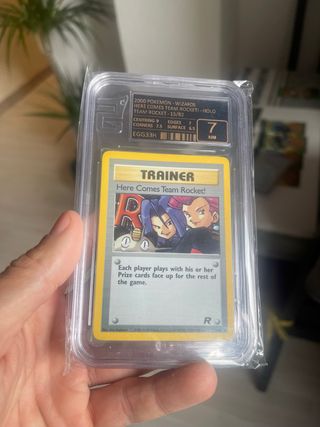 2000 POKEMON - WIZARDS
HERE COMES TEAM ROCKET! - HOLO
TEAM ROCKET - 15/82
CENTRING 9 EDGES 7
CORNERS 7.5 SURFACE 6.5
EGG33H
7
TRAINER
Here Comes Team Rocket!
R
Each player plays with his or her
Prize cards face up for the rest of
the game.
R